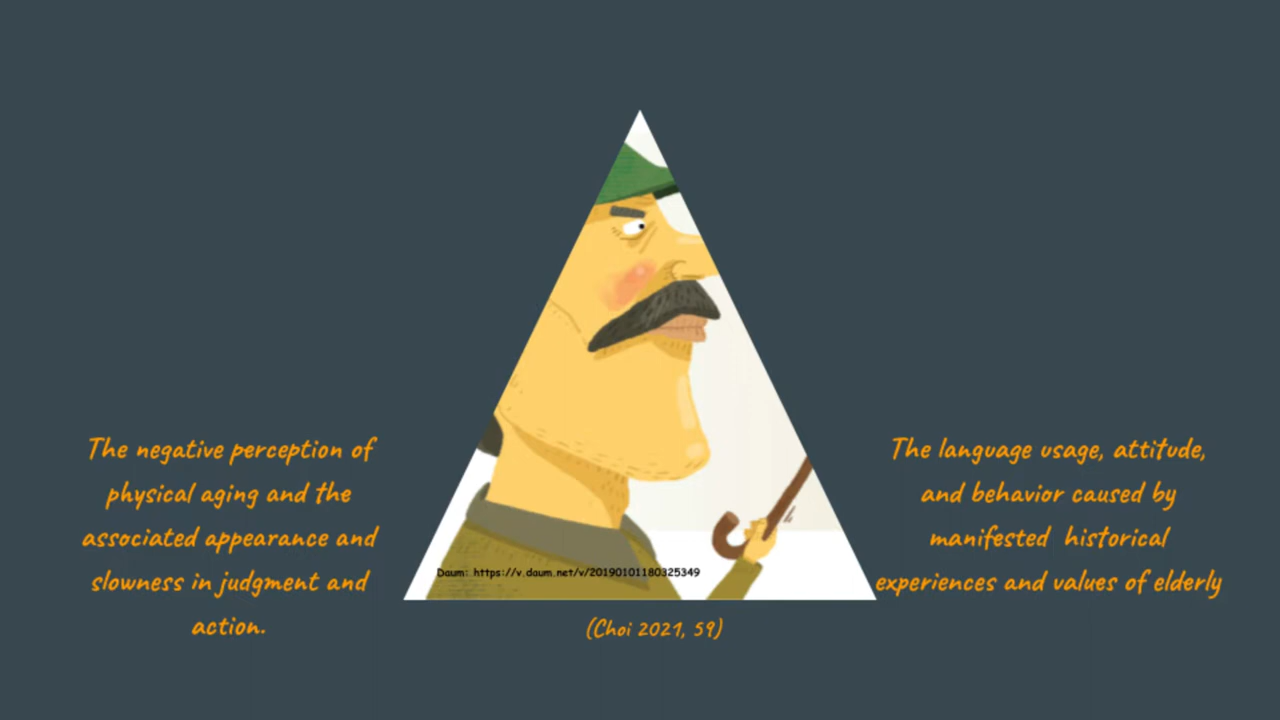 The negative perception of
physical aging and the
associated appearance and
slowness in judgment and
action.
Daum: https://v.daum.net/v/20190101180325349
(Choi 2021, 59)
The language usage, attitude,
and behavior caused by
manifested historical
experiences and values of elderly